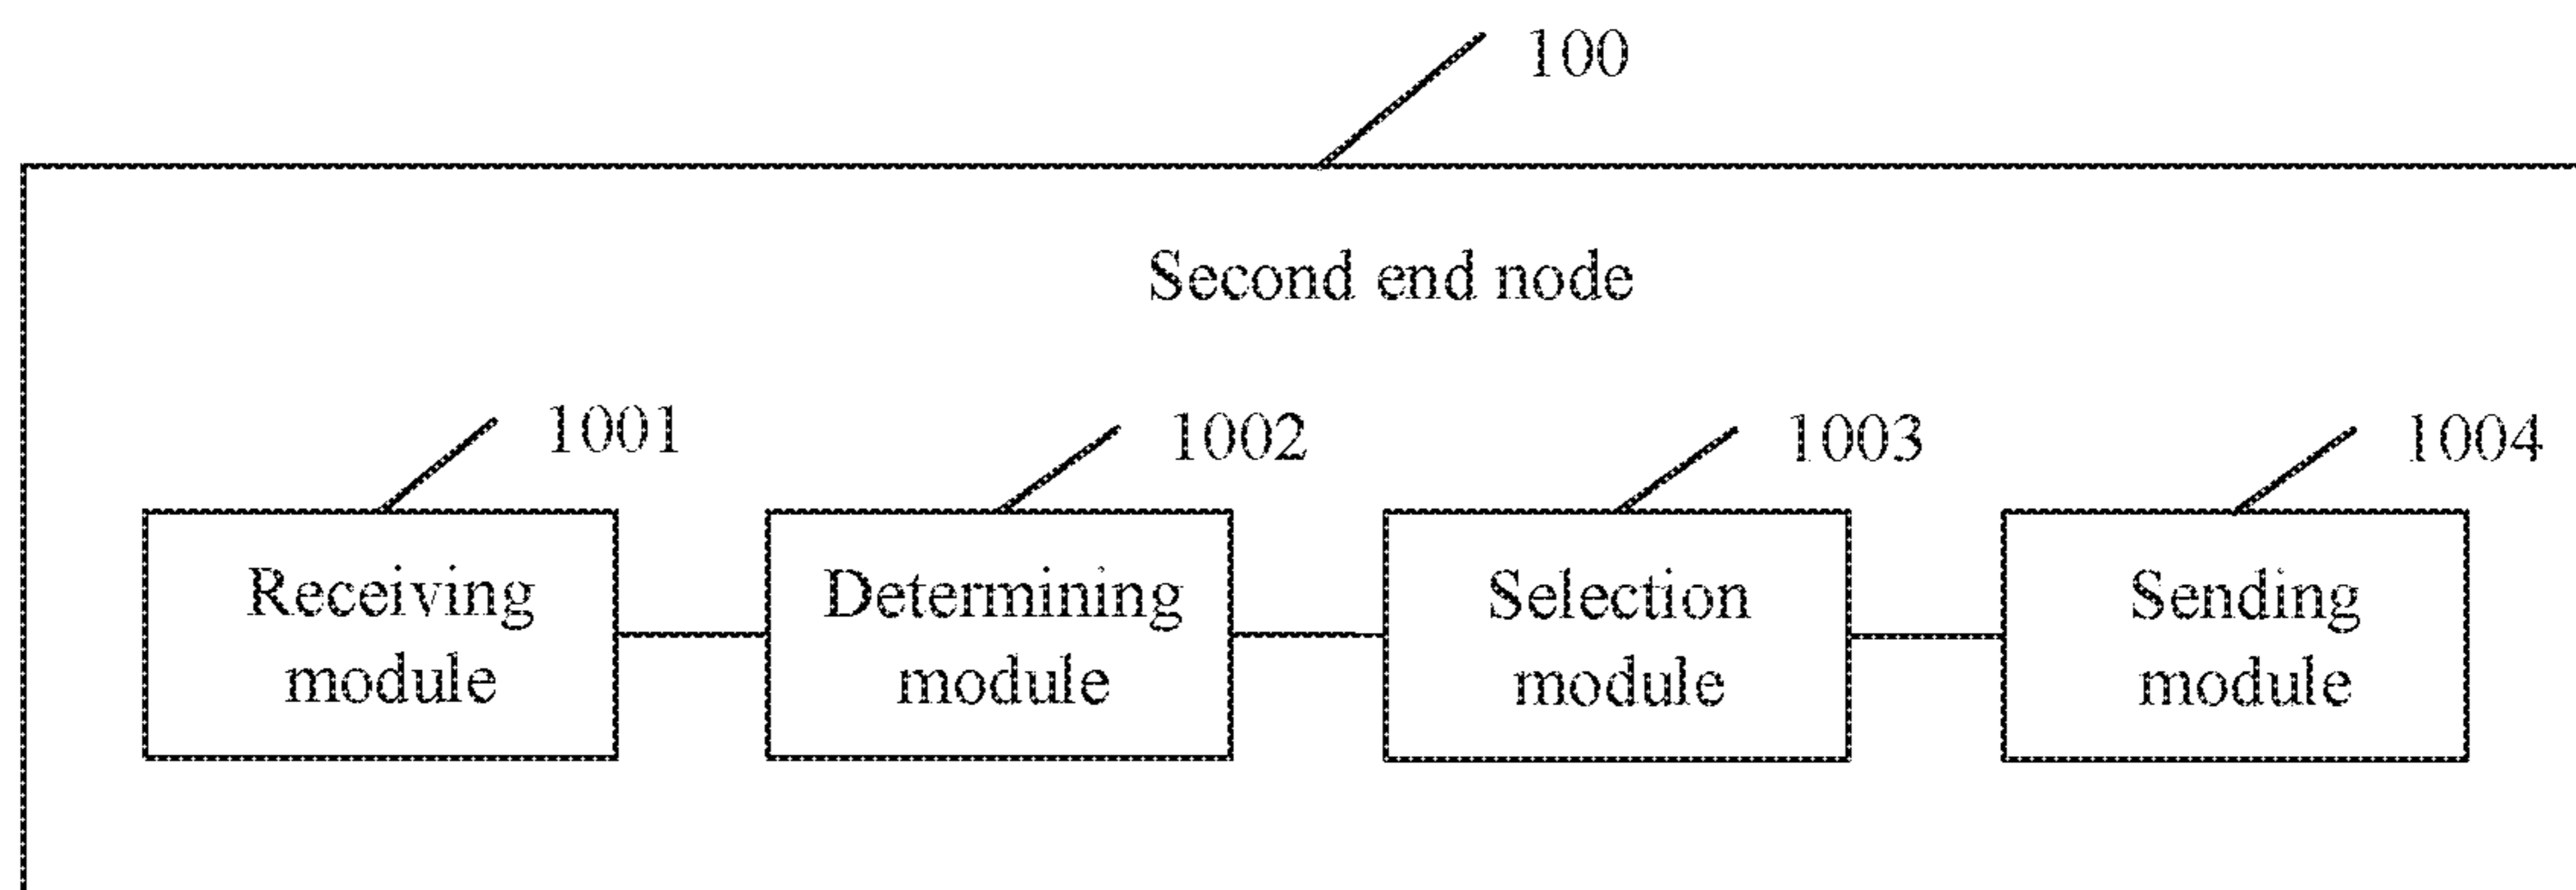 100
Second end node
1001
1002
1003
1004
Receiving
module
Determining
module
Selection
module
Sending
module